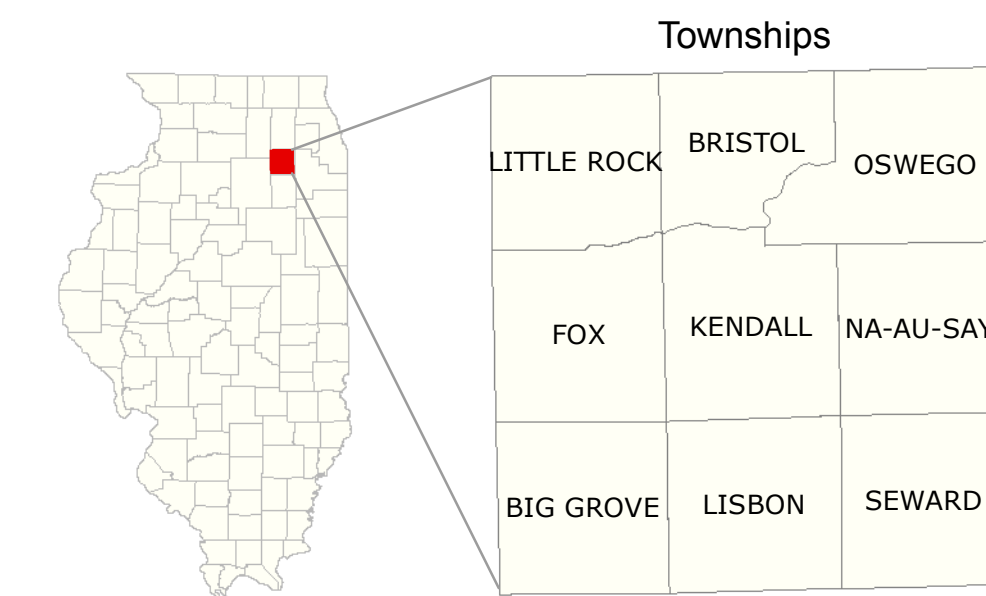 Townships
LITTLE ROCK
BRISTOL
OSWEGO
FOX
KENDALL
NA-AU-SAY
BIG GROVE
LISBON
SEWARD